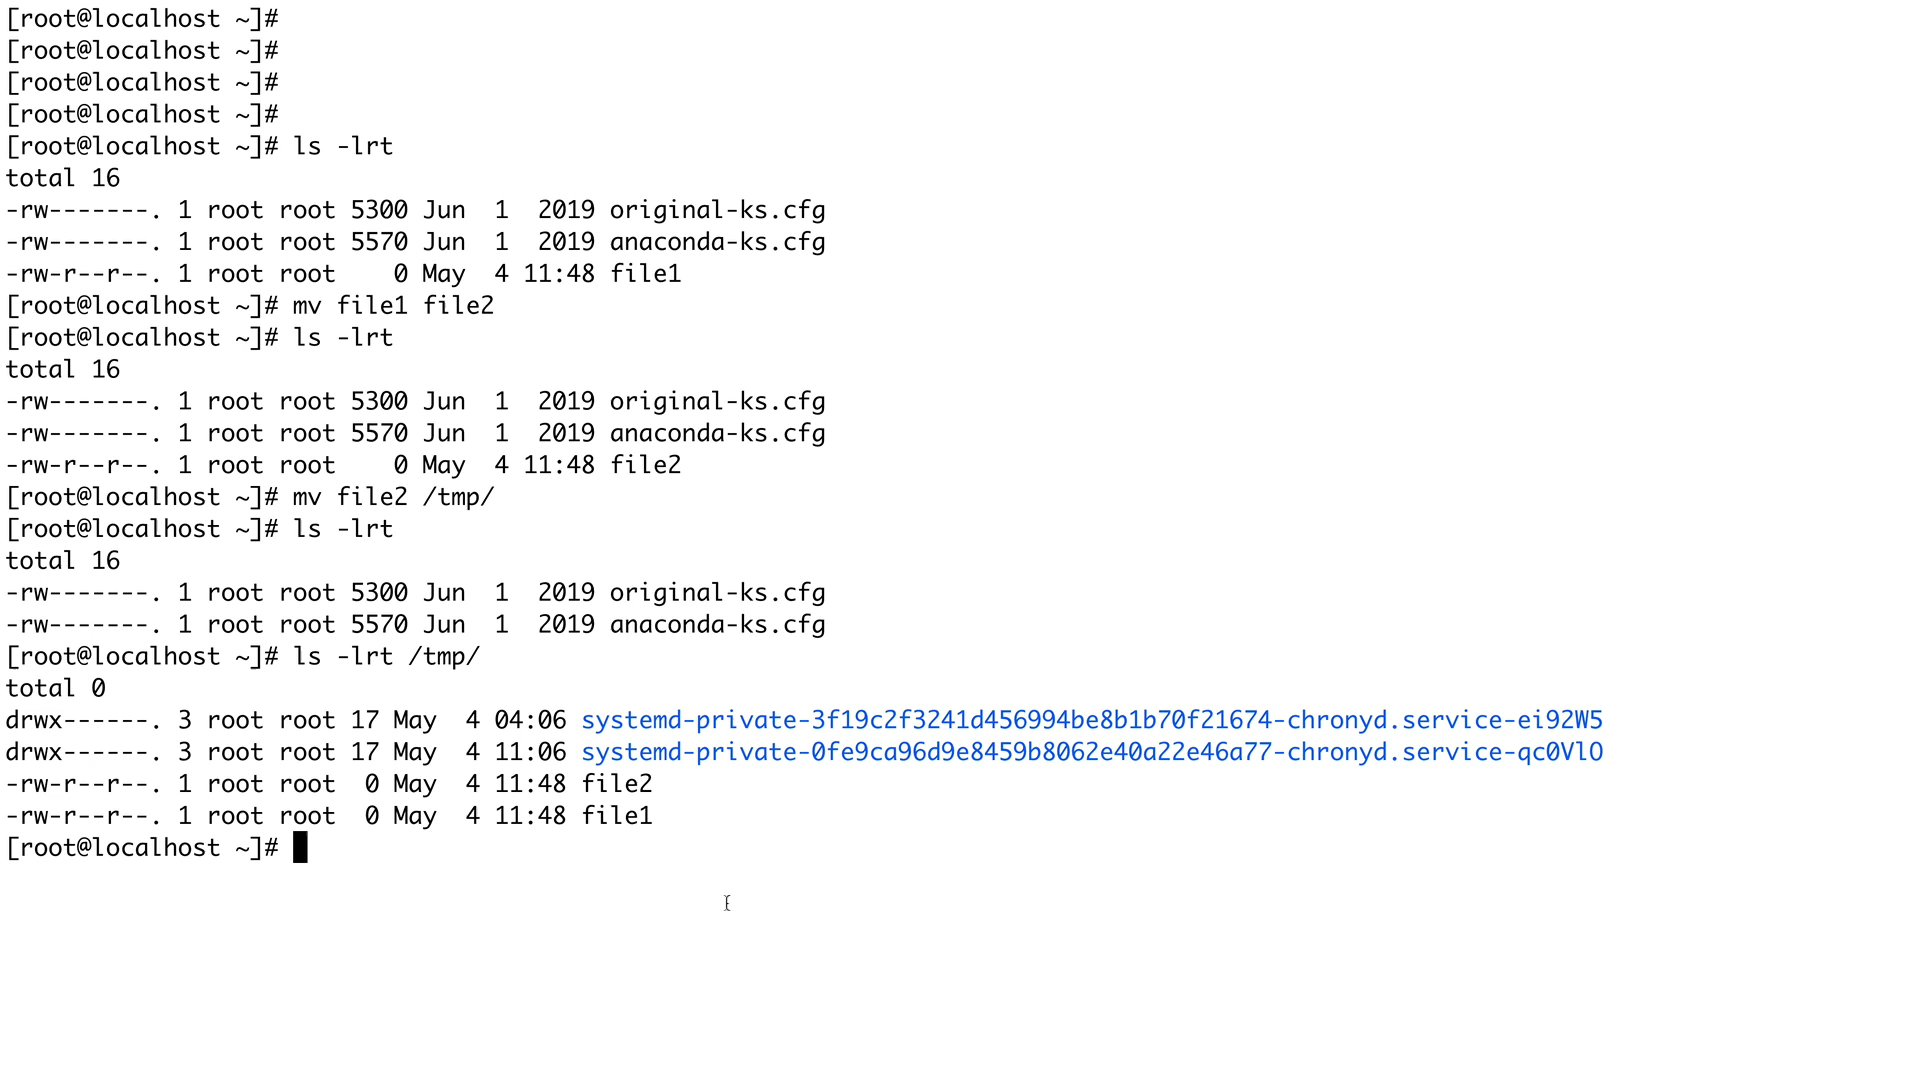 [root@localhost ~]#
[root@localhost ~]#
[root@localhost ~]#
[root@localhost ~]#
[root@localhost ~]# ls -lrt
total 16
-rw-------. 1 root root 5300 Jun  1  2019 original-ks.cfg
-rw-------. 1 root root 5570 Jun  1  2019 anaconda-ks.cfg
-rw-r--r--. 1 root root    0 May  4 11:48 file1
[root@localhost ~]# mv file1 file2
[root@localhost ~]# ls -lrt
total 16
-rw-------. 1 root root 5300 Jun  1  2019 original-ks.cfg
-rw-------. 1 root root 5570 Jun  1  2019 anaconda-ks.cfg
-rw-r--r--. 1 root root    0 May  4 11:48 file2
[root@localhost ~]# mv file2 /tmp/
[root@localhost ~]# ls -lrt
total 16
-rw-------. 1 root root 5300 Jun  1  2019 original-ks.cfg
-rw-------. 1 root root 5570 Jun  1  2019 anaconda-ks.cfg
[root@localhost ~]# ls -lrt /tmp/
total 0
drwx------. 3 root root 17 May  4 04:06 systemd-private-3f19c2f3241d456994be8b1b70f21674-chronyd.service-ei92W5
drwx------. 3 root root 17 May  4 11:06 systemd-private-0fe9ca96d9e8459b8062e40a22e46a77-chronyd.service-qc0VlO
-rw-r--r--. 1 root root  0 May  4 11:48 file2
-rw-r--r--. 1 root root  0 May  4 11:48 file1
[root@localhost ~]#